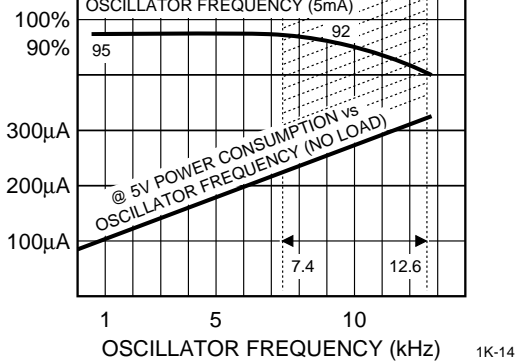 OSCILLATOR FREQUENCY (5mA)
100%
90%
95
92
300µA
200µA
100µA
@ 5V POWER CONSUMPTION vs
OSCILLATOR FREQUENCY (NO LOAD)
7.4
12.6
1
5
10
OSCILLATOR FREQUENCY (kHz)
1K-14